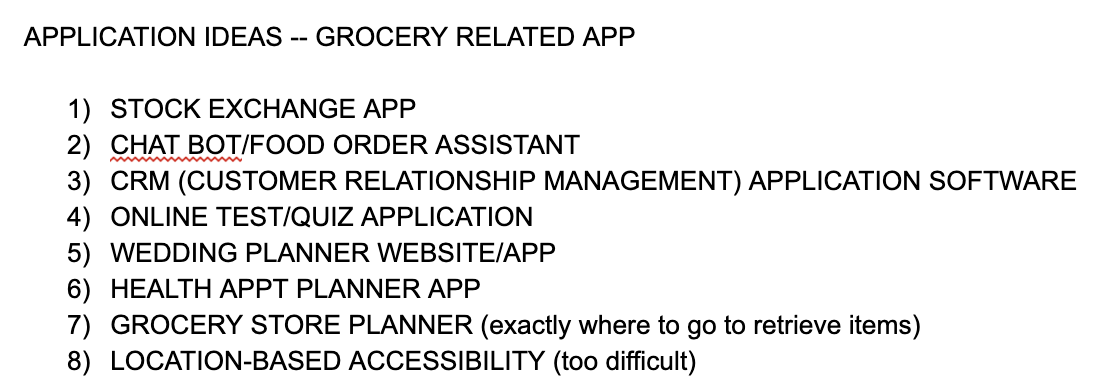 APPLICATION IDEAS -- GROCERY RELATED APP
1) STOCK EXCHANGE APP
2) CHAT BOT/FOOD ORDER ASSISTANT
3) CRM (CUSTOMER RELATIONSHIP MANAGEMENT) APPLICATION SOFTWARE
4) ONLINE TEST/QUIZ APPLICATION
5) WEDDING PLANNER WEBSITE/APP
6) HEALTH APPT PLANNER APP
7) GROCERY STORE PLANNER (exactly where to go to retrieve items)
8) LOCATION-BASED ACCESSIBILITY (too difficult)